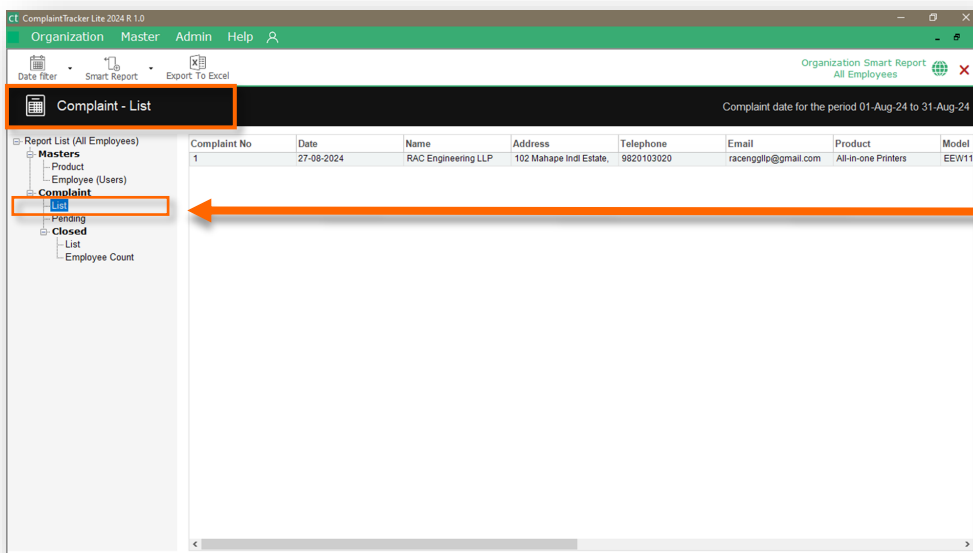 ct ComplaintTracker Lite 2024 R 1.0
Organization Master Admin Help
Date filter Smart Report Export To Excel
Organization Smart Report
All Employees
Complaint - List
Complaint date for the period 01-Aug-24 to 31-Aug-24
Report List (All Employees)
Masters
Product
Employee (Users)
Complaint
List
Pending
Closed
List
Employee Count
Complaint No Date Name Address Telephone Email Product Model
1 27-08-2024 RAC Engineering LLP 102 Mahape Indl Estate, 9820103020 racenggllp@gmail.com All-in-one Printers EEW11